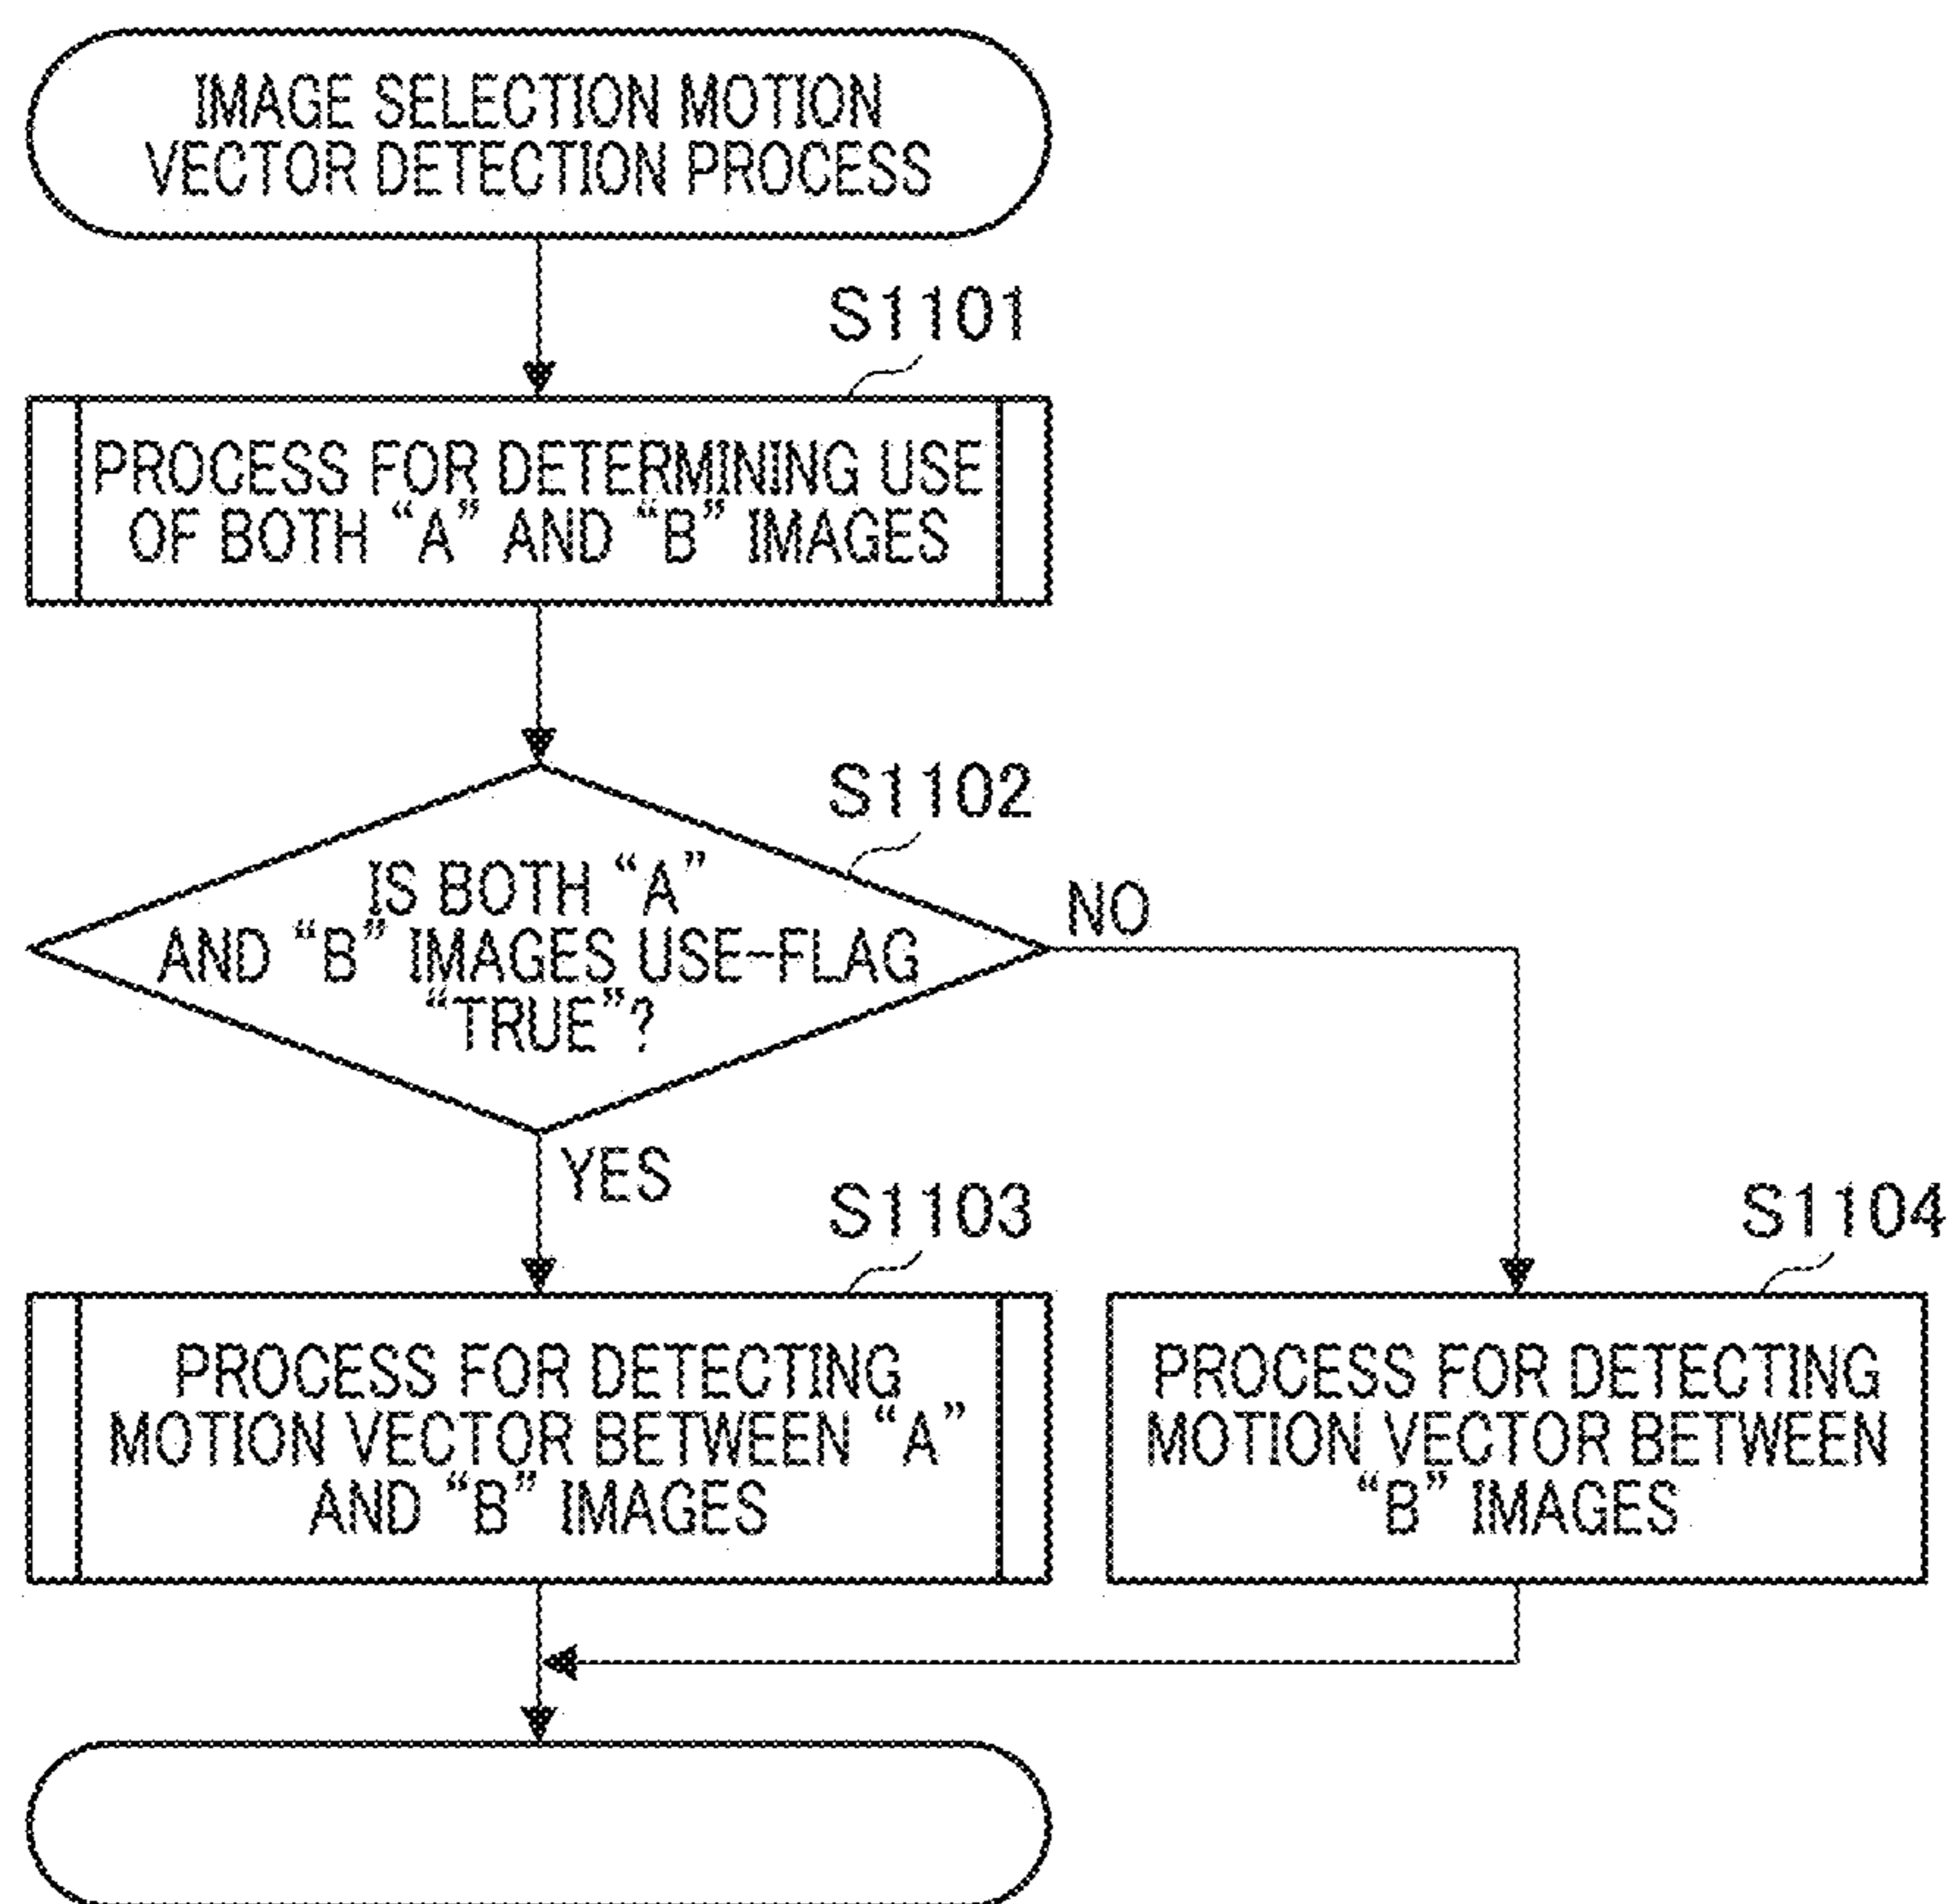 IMAGE SELECTION MOTION
VECTOR DETECTION PROCESS
S1101
PROCESS FOR DETERMINING USE
OF BOTH “A” AND “B” IMAGES
S1102
IS BOTH “A”
AND “B” IMAGES USE-FLAG
“TRUE”?
NO
YES
S1103
PROCESS FOR DETECTING
MOTION VECTOR BETWEEN “A”
AND “B” IMAGES
S1104
PROCESS FOR DETECTING
MOTION VECTOR BETWEEN
“B” IMAGES